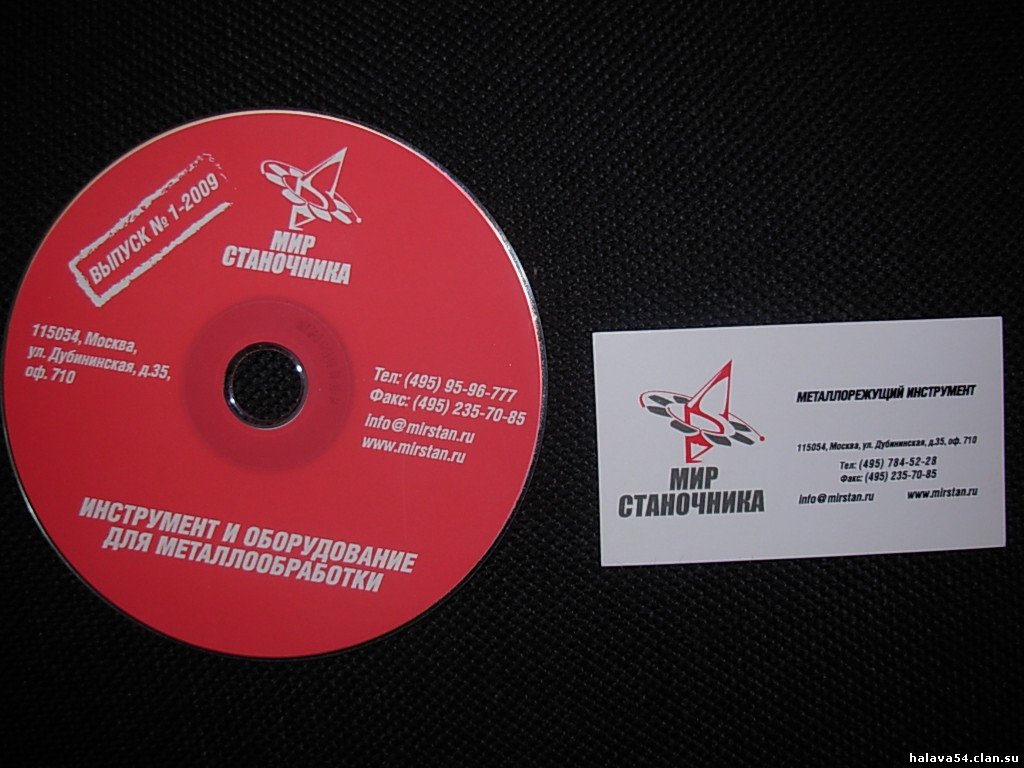 ВЫПУСК № 1-2009
МИР
СТАНОЧНИКА
115054, Москва,
ул. Дубининская, д.35,
оф. 710
Тел: (495) 95-96-777
Факс: (495) 235-70-85
info@mirstan.ru
www.mirstan.ru
ИНСТРУМЕНТ И ОБОРУДОВАНИЕ
ДЛЯ МЕТАЛЛООБРАБОТКИ
МИР
СТАНОЧНИКА
МЕТАЛЛОРЕЖУЩИЙ ИНСТРУМЕНТ
115054, Москва, ул. Дубининская, д.35, оф. 710
Тел: (495) 784-52-28
Факс: (495) 235-70-85
info@mirstan.ru www.mirstan.ru
halava54.clan.su